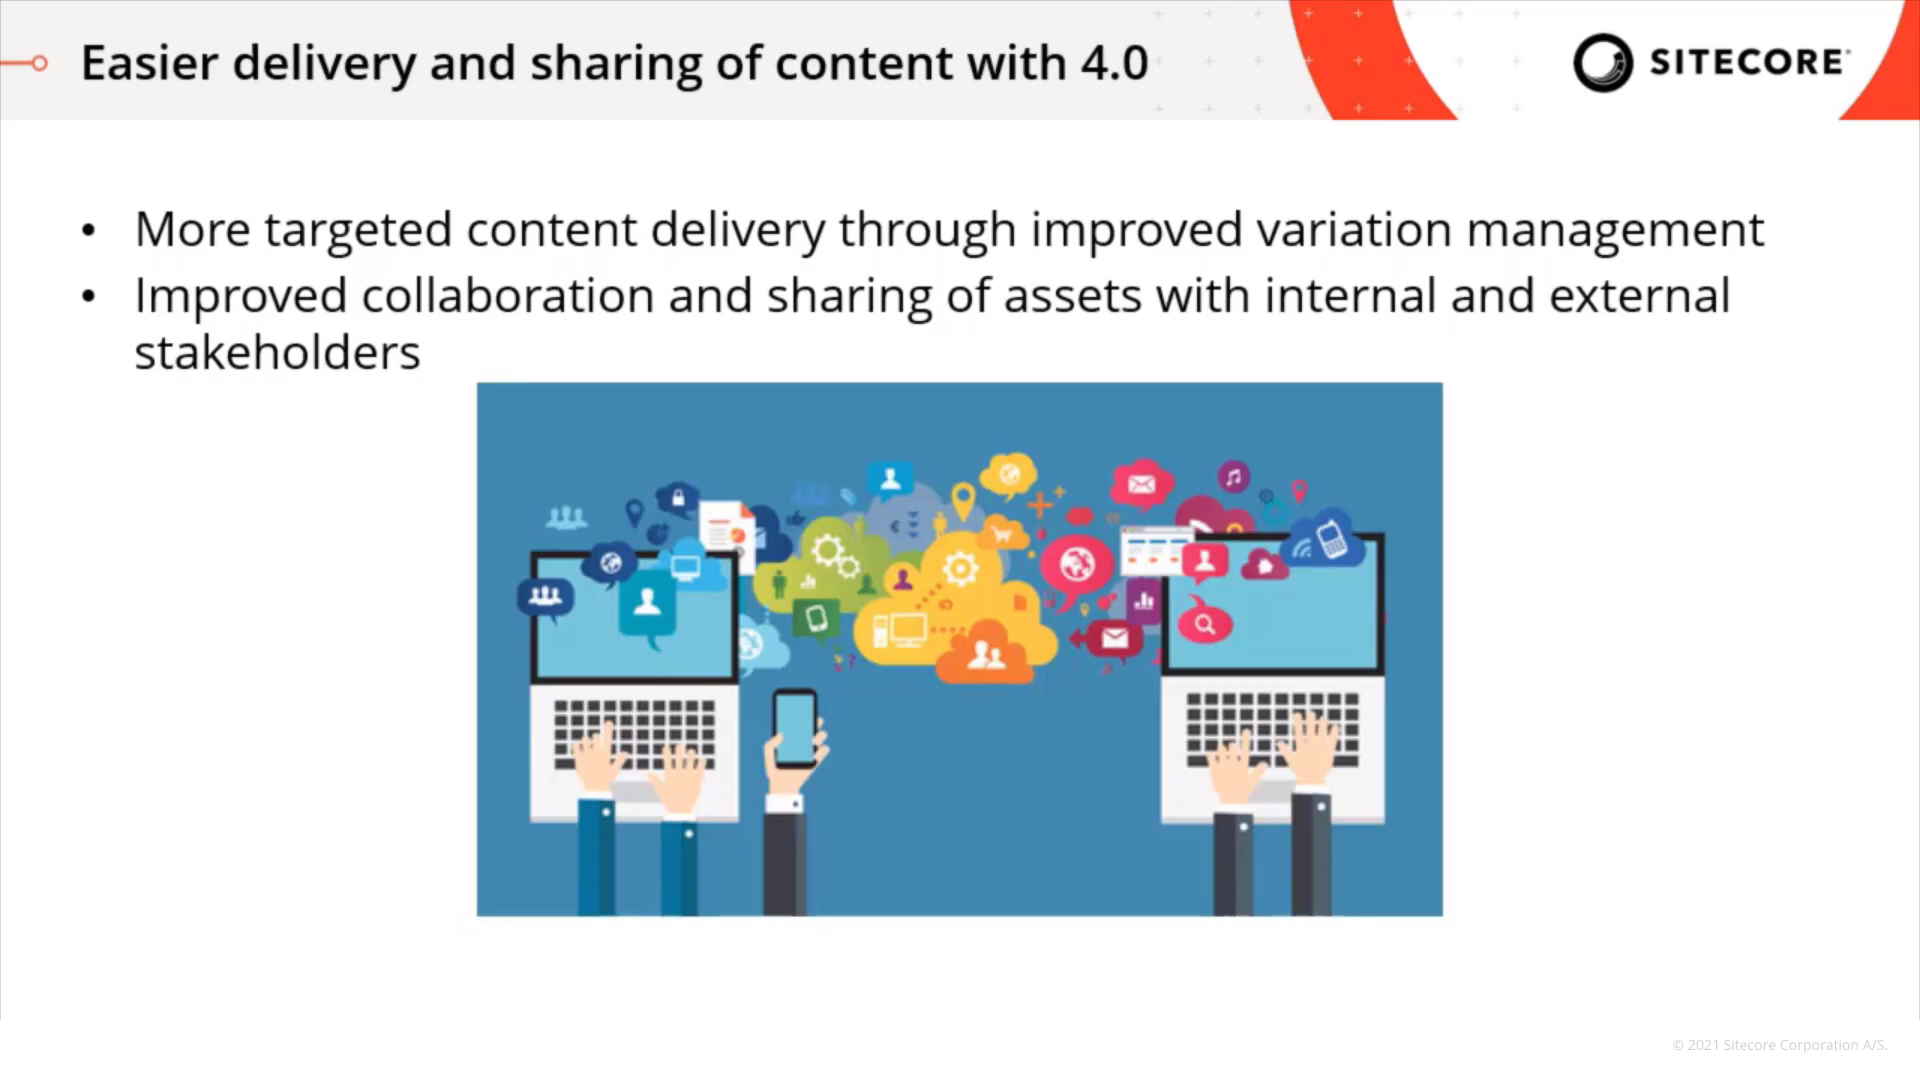 Easier delivery and sharing of content with 4.0
SITECORE
• More targeted content delivery through improved variation management
• Improved collaboration and sharing of assets with internal and external
stakeholders
© 2021 Sitecore Corporation A/S.